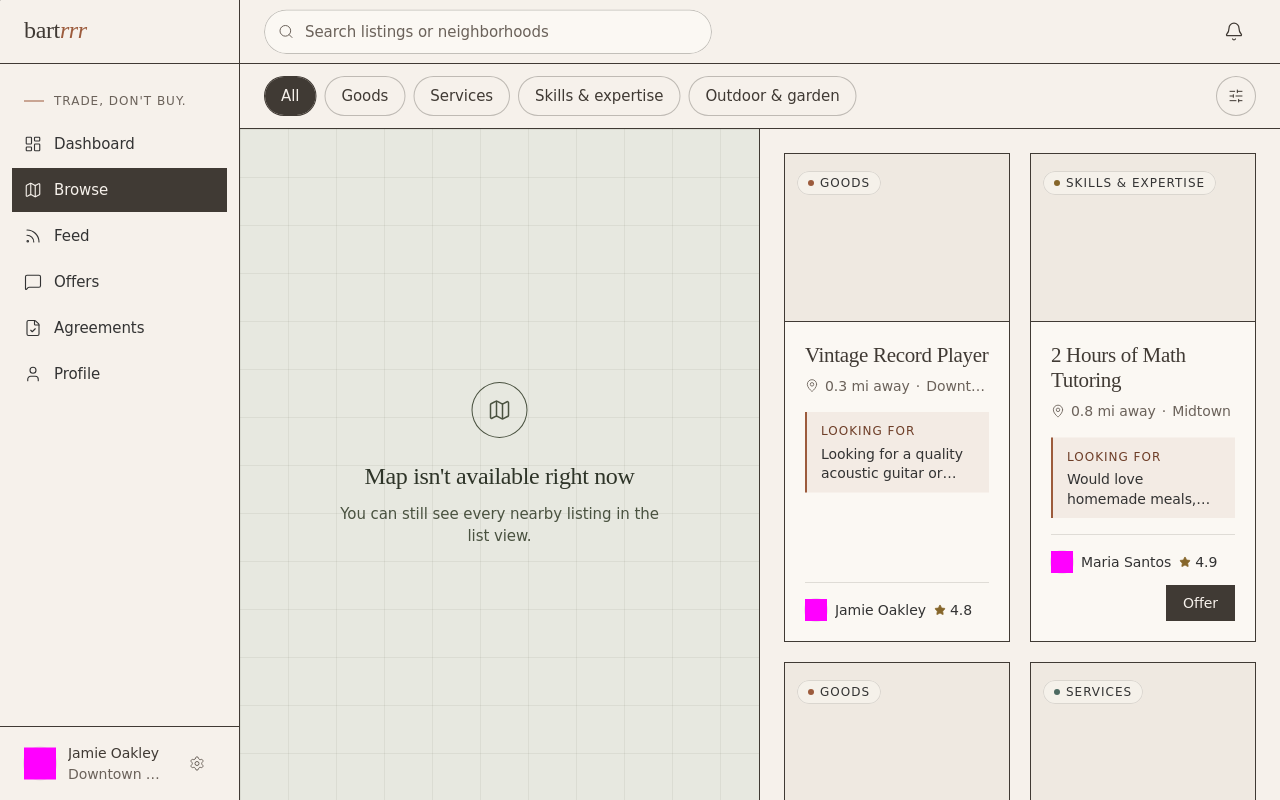 bartrrr
Search listings or neighborhoods
TRADE, DON'T BUY.
Dashboard
Browse
Feed
Offers
Agreements
Profile
Jamie Oakley
Downtown …
All
Goods
Services
Skills & expertise
Outdoor & garden
Map isn't available right now
You can still see every nearby listing in the
list view.
GOODS
Vintage Record Player
0.3 mi away · Downt…
LOOKING FOR
Looking for a quality
acoustic guitar or…
Jamie Oakley 4.8
SKILLS & EXPERTISE
2 Hours of Math
Tutoring
0.8 mi away · Midtown
LOOKING FOR
Would love
homemade meals,…
Maria Santos 4.9
Offer
GOODS
SERVICES